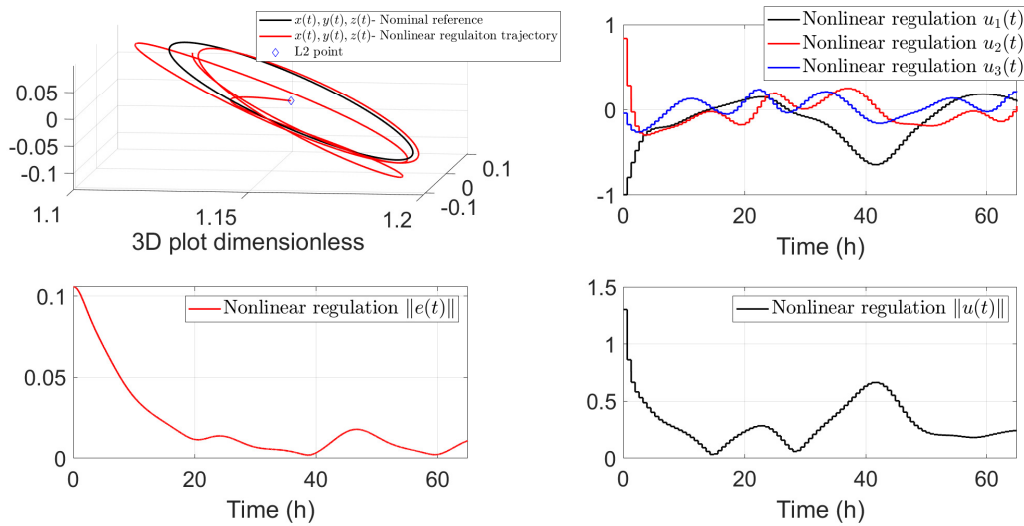 x(t), y(t), z(t)- Nominal reference
x(t), y(t), z(t)- Nonlinear regulaiton trajectory
L2 point
0.05
0
-0.05
-0.1
1.1
1.15
1.2
-0.1
0
0.1
3D plot dimensionless
Nonlinear regulation u₁(t)
Nonlinear regulation u₂(t)
Nonlinear regulation u₃(t)
0
-1
0
20
40
60
Time (h)
Nonlinear regulation ‖e(t)‖
0.1
0.05
0
0
20
40
60
Time (h)
Nonlinear regulation ‖u(t)‖
1.5
1
0.5
0
0
20
40
60
Time (h)